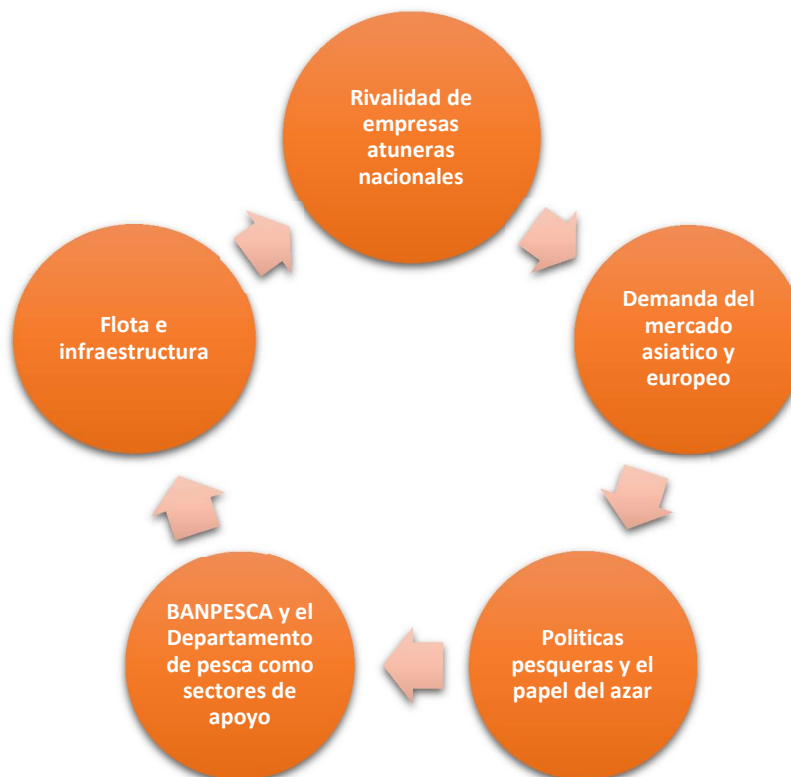 Rivalidad de
empresas
atuneras
nacionales
Demanda del
mercado
asiatico y
europeo
Politicas
pesqueras y el
papel del azar
BANPESCA y el
Departamento
de pesca como
sectores de
apoyo
Flota e
infraestructura